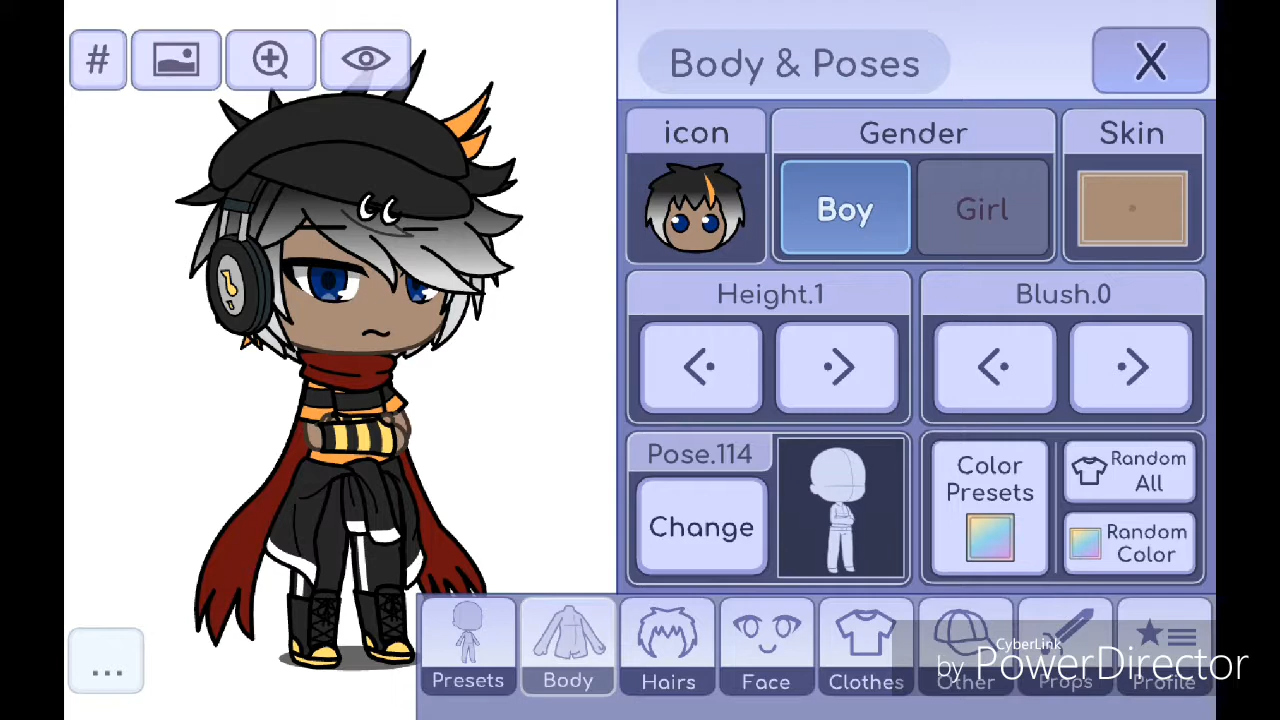 #
Body & Poses
X
icon
Gender
Skin
Boy
Girl
Height.1
Blush.0
Pose.114
Change
Color
Presets
Random
All
Random
Color
...
Presets
Body
Hairs
Face
Clothes
Other
Props
Profile
CyberLink
by PowerDirector